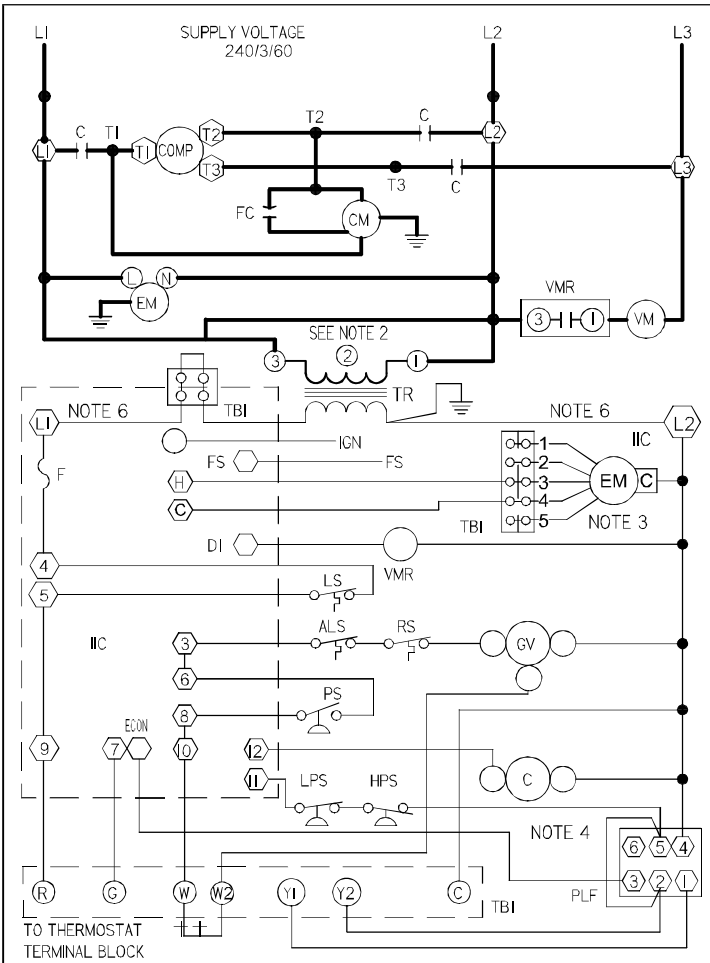 L1
SUPPLY VOLTAGE
240/3/60
L2
L3
L1
C
T1
T1
COMP
T2
T3
T2
C
L2
T3
C
L3
FC
CM
L
N
EM
VMR
3
1
VM
SEE NOTE 2
3
2
1
TR
L1
NOTE 6
TB1
NOTE 6
L2
IGN
IIC
F
FS
FS
H
C
1
2
3
4
5
EM
C
NOTE 3
TB1
D1
VMR
4
5
LS
IIC
3
ALS
RS
GV
6
8
PS
9
7
ECON
10
12
11
C
LPS
HPS
NOTE 4
6
5
4
3
2
1
PLF
R
G
W
W2
Y1
Y2
C
TB1
TO THERMOSTAT
TERMINAL BLOCK